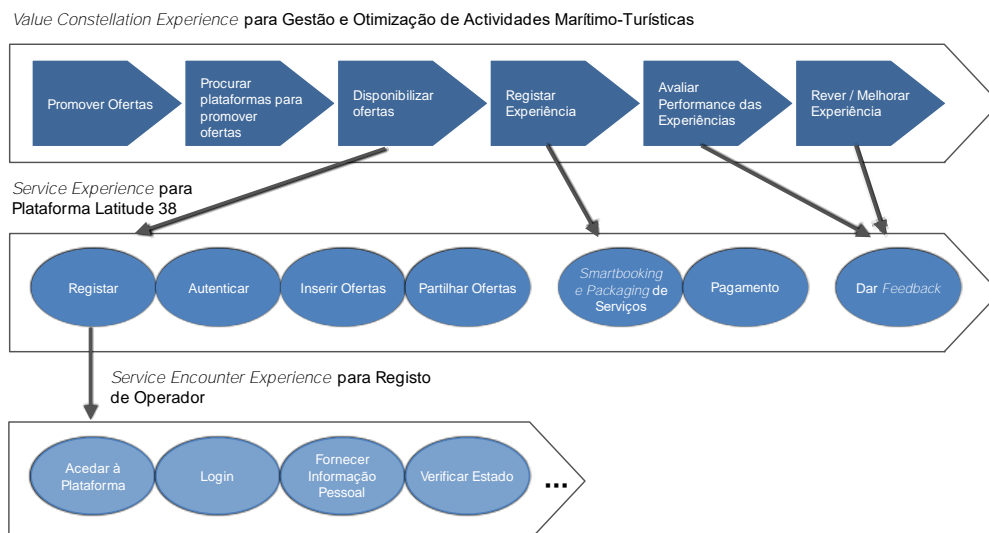 Value Constellation Experience para Gestão e Otimização de Actividades Marítimo-Turísticas
Promover Ofertas
Procurar
plataformas para
promover
ofertas
Disponibilizar
ofertas
Registar
Experiência
Avaliar
Performance das
Experiências
Rever / Melhorar
Experiência
Service Experience para
Plataforma Latitude 38
Registar
Autenticar
Inserir Ofertas
Partilhar Ofertas
Smartbooking
e Packaging de
Serviços
Pagamento
Dar Feedback
Service Encounter Experience para Registo
de Operador
Acedar à
Plataforma
Login
Fornecer
Informação
Pessoal
Verificar Estado
...